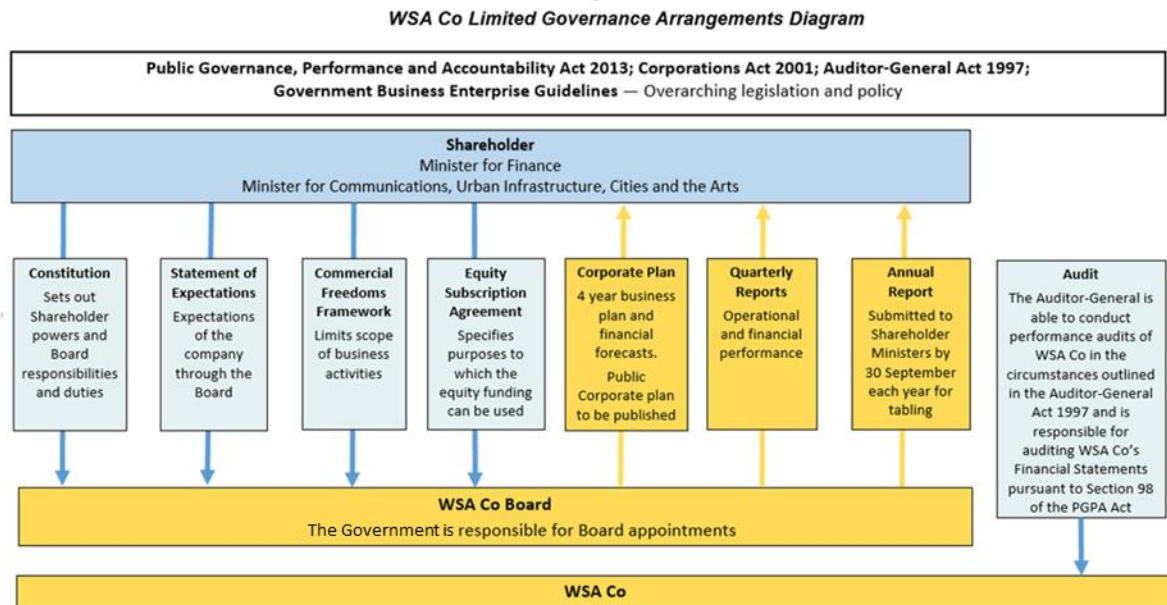 WSA Co Limited Governance Arrangements Diagram
Public Governance, Performance and Accountability Act 2013; Corporations Act 2001; Auditor-General Act 1997;
Government Business Enterprise Guidelines — Overarching legislation and policy
Shareholder
Minister for Finance
Minister for Communications, Urban Infrastructure, Cities and the Arts
Constitution
Sets out
Shareholder
powers and
Board
responsibilities
and duties
Statement of
Expectations
Expectations
of the
company
through the
Board
Commercial
Freedoms
Framework
Limits scope
of business
activities
Equity
Subscription
Agreement
Specifies
purposes to
which the
equity funding
can be used
Corporate Plan
4 year business
plan and
financial
forecasts.
Public
Corporate plan
to be published
Quarterly
Reports
Operational
and financial
performance
Annual
Report
Submitted to
Shareholder
Ministers by
30 September
each year for
tabling
Audit
The Auditor-General is
able to conduct
performance audits of
WSA Co in the
circumstances outlined
in the Auditor-General
Act 1997 and is
responsible for
auditing WSA Co's
Financial Statements
pursuant to Section 98
of the PGPA Act
WSA Co Board
The Government is responsible for Board appointments
WSA Co